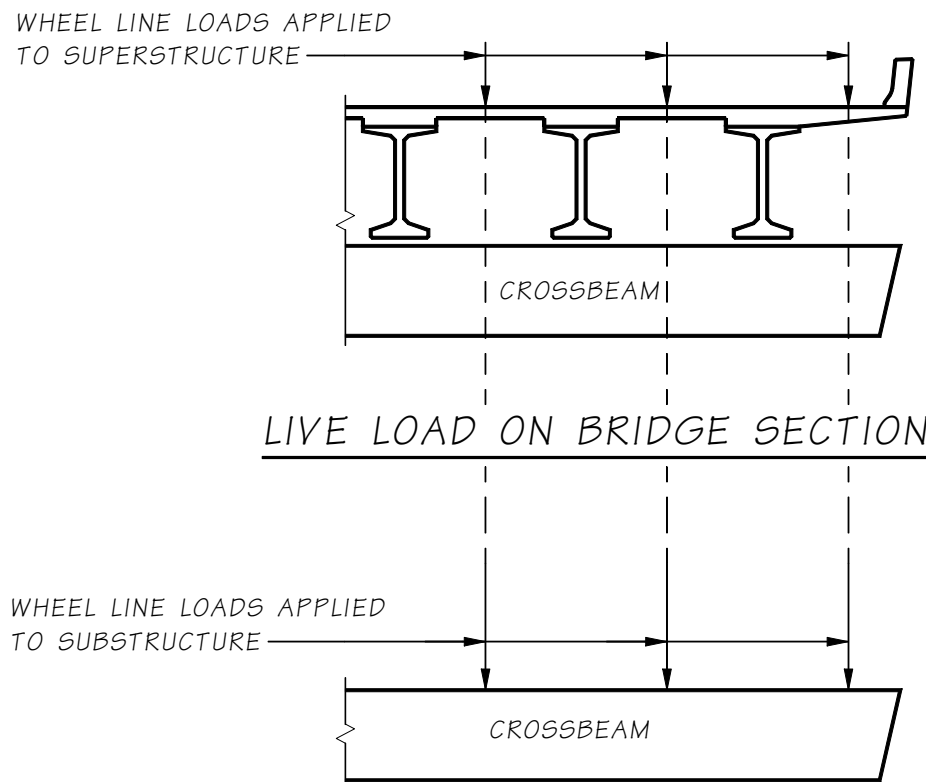 WHEEL LINE LOADS APPLIED
TO SUPERSTRUCTURE
CROSSBEAM
LIVE LOAD ON BRIDGE SECTION
WHEEL LINE LOADS APPLIED
TO SUBSTRUCTURE
CROSSBEAM